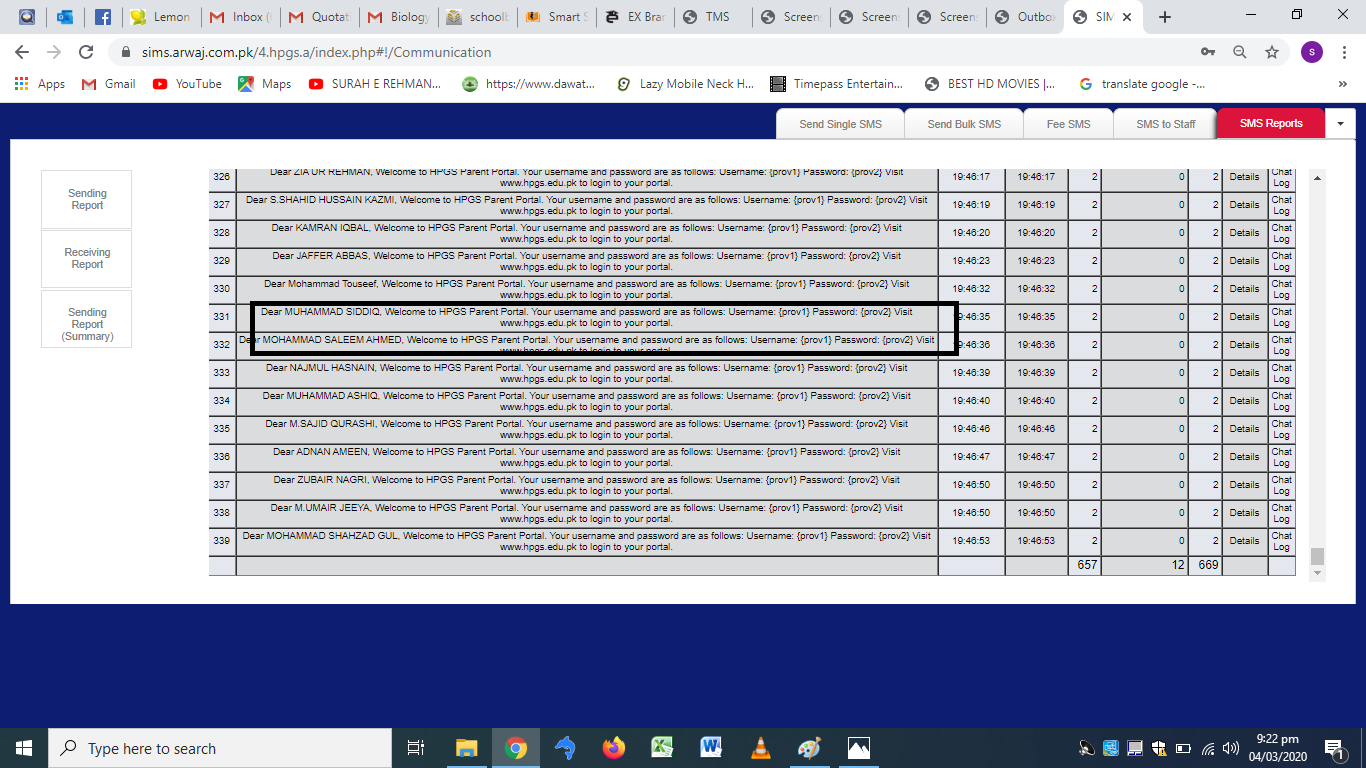 Lemon
Inbox (
Quotat
Biology
schoolb
Smart S
EX Bran
TMS
Screen
Screen
Screen
Outbox
SIM
sims.arwaj.com.pk/4.hpgs.a/index.php#!/Communication
S
Apps
Gmail
YouTube
Maps
SURAH E REHMAN...
https://www.dawat...
Lazy Mobile Neck H...
Timepass Entertain...
BEST HD MOVIES |...
translate google -...
Send Single SMS
Send Bulk SMS
Fee SMS
SMS to Staff
SMS Reports
Sending
Report
Receiving
Report
Sending
Report
(Summary)
326 Dear ZIA UR REHMAN, Welcome to HPGS Parent Portal. Your username and password are as follows: Username: {prov1} Password: {prov2} Visit 19:46:17 19:46:17 2 0 2 Details Chat
www.hpgs.edu.pk to login to your portal. Log
327 Dear S.SHAHID HUSSAIN KAZMI, Welcome to HPGS Parent Portal. Your username and password are as follows: Username: {prov1} Password: {prov2} Visit 19:46:19 19:46:19 2 0 2 Details Chat
www.hpgs.edu.pk to login to your portal. Log
328 Dear KAMRAN IQBAL, Welcome to HPGS Parent Portal. Your username and password are as follows: Username: {prov1} Password: {prov2} Visit 19:46:20 19:46:20 2 0 2 Details Chat
www.hpgs.edu.pk to login to your portal. Log
329 Dear JAFFER ABBAS, Welcome to HPGS Parent Portal. Your username and password are as follows: Username: {prov1} Password: {prov2} Visit 19:46:23 19:46:23 2 0 2 Details Chat
www.hpgs.edu.pk to login to your portal. Log
330 Dear Mohammad Touseef, Welcome to HPGS Parent Portal. Your username and password are as follows: Username: {prov1} Password: {prov2} Visit 19:46:32 19:46:32 2 0 2 Details Chat
www.hpgs.edu.pk to login to your portal. Log
331 Dear MUHAMMAD SIDDIQ, Welcome to HPGS Parent Portal. Your username and password are as follows: Username: {prov1} Password: {prov2} Visit 19:46:35 19:46:35 2 0 2 Details Chat
www.hpgs.edu.pk to login to your portal. Log
332 Dear MOHAMMAD SALEEM AHMED, Welcome to HPGS Parent Portal. Your username and password are as follows: Username: {prov1} Password: {prov2} Visit 19:46:36 19:46:36 2 0 2 Details Chat
www.hpgs.edu.pk to login to your portal. Log
333 Dear NAJMUL HASNAIN, Welcome to HPGS Parent Portal. Your username and password are as follows: Username: {prov1} Password: {prov2} Visit 19:46:39 19:46:39 2 0 2 Details Chat
www.hpgs.edu.pk to login to your portal. Log
334 Dear MUHAMMAD ASHIQ, Welcome to HPGS Parent Portal. Your username and password are as follows: Username: {prov1} Password: {prov2} Visit 19:46:40 19:46:40 2 0 2 Details Chat
www.hpgs.edu.pk to login to your portal. Log
335 Dear M.SAJID QURASHI, Welcome to HPGS Parent Portal. Your username and password are as follows: Username: {prov1} Password: {prov2} Visit 19:46:46 19:46:46 2 0 2 Details Chat
www.hpgs.edu.pk to login to your portal. Log
336 Dear ADNAN AMEEN, Welcome to HPGS Parent Portal. Your username and password are as follows: Username: {prov1} Password: {prov2} Visit 19:46:47 19:46:47 2 0 2 Details Chat
www.hpgs.edu.pk to login to your portal. Log
337 Dear ZUBAIR NAGRI, Welcome to HPGS Parent Portal. Your username and password are as follows: Username: {prov1} Password: {prov2} Visit 19:46:50 19:46:50 2 0 2 Details Chat
www.hpgs.edu.pk to login to your portal. Log
338 Dear M.UMAIR JEEYA, Welcome to HPGS Parent Portal. Your username and password are as follows: Username: {prov1} Password: {prov2} Visit 19:46:50 19:46:50 2 0 2 Details Chat
www.hpgs.edu.pk to login to your portal. Log
339 Dear MOHAMMAD SHAHZAD GUL, Welcome to HPGS Parent Portal. Your username and password are as follows: Username: {prov1} Password: {prov2} Visit 19:46:53 19:46:53 2 0 2 Details Chat
www.hpgs.edu.pk to login to your portal. Log
657 12 669
Type here to search
9:22 pm
04/03/2020
1